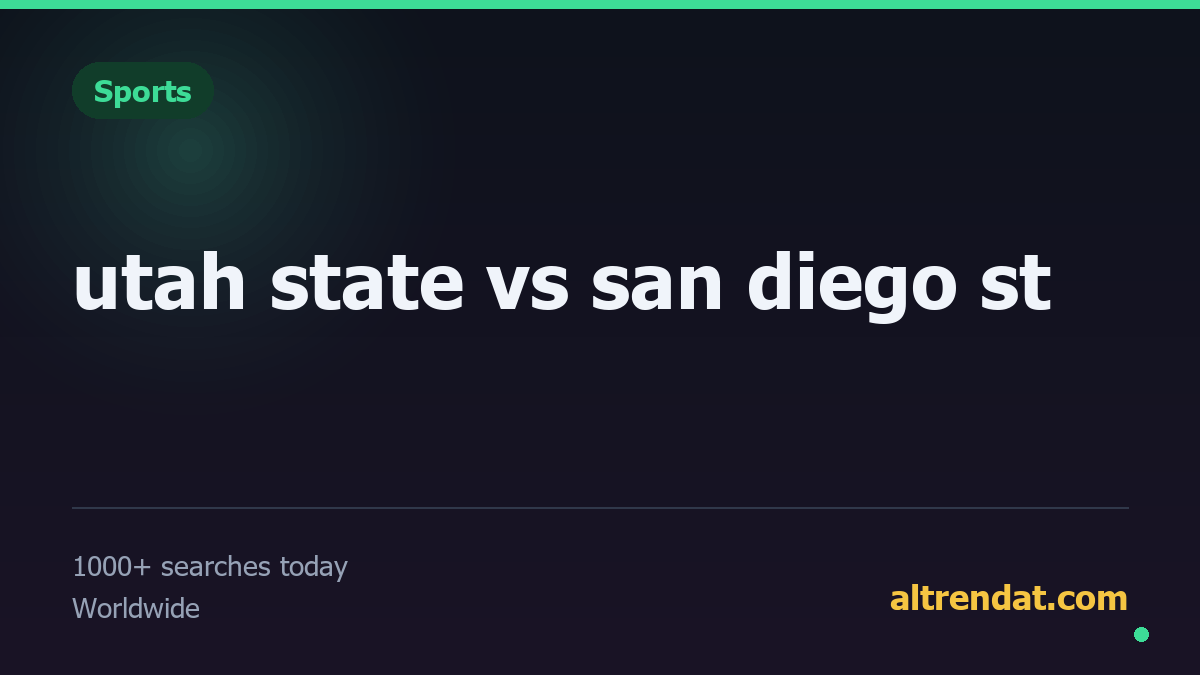 Sports
utah state vs san diego st
1000+ searches today
Worldwide
altrendat.com